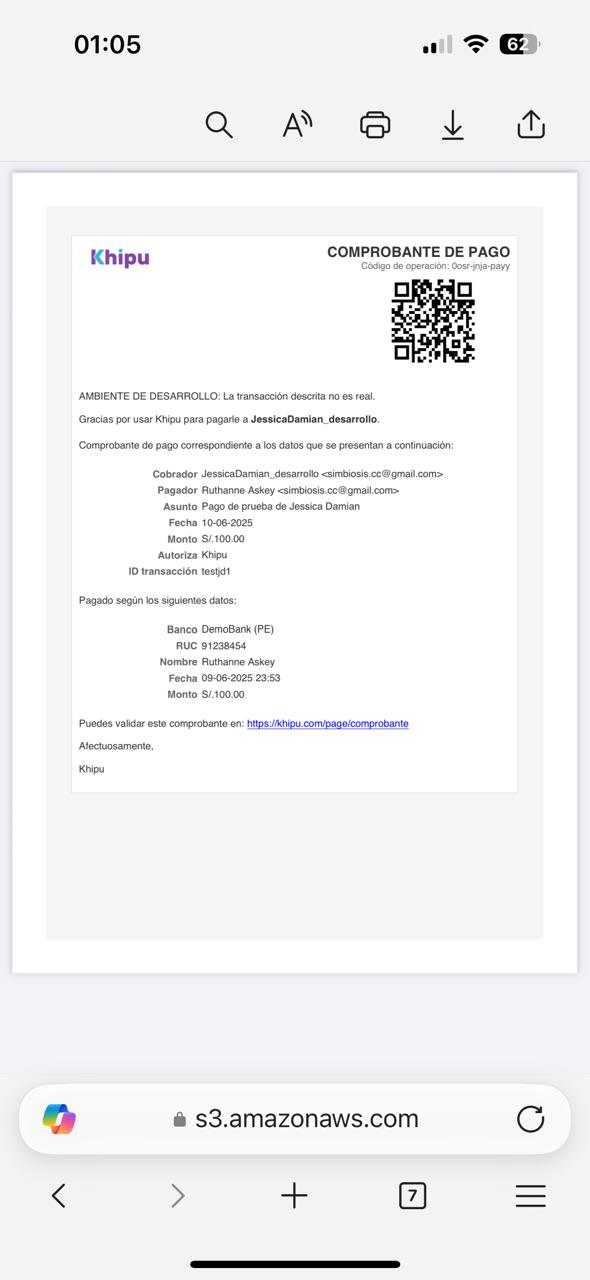 01:05
62
Khipu
COMPROBANTE DE PAGO
Código de operación: 0osr-jnja-payy
AMBIENTE DE DESARROLLO: La transacción descrita no es real.
Gracias por usar Khipu para pagarle a JessicaDamian_desarrollo.
Comprobante de pago correspondiente a los datos que se presentan a continuación:
Cobrador JessicaDamian_desarrollo <simbiosis.cc@gmail.com>
Pagador Ruthanne Askey <simbiosis.cc@gmail.com>
Asunto Pago de prueba de Jessica Damian
Fecha 10-06-2025
Monto S/.100.00
Autoriza Khipu
ID transacción testjd1
Pagado según los siguientes datos:
Banco DemoBank (PE)
RUC 91238454
Nombre Ruthanne Askey
Fecha 09-06-2025 23:53
Monto S/.100.00
Puedes validar este comprobante en: https://khipu.com/page/comprobante
Afectuosamente,
Khipu
s3.amazonaws.com
7